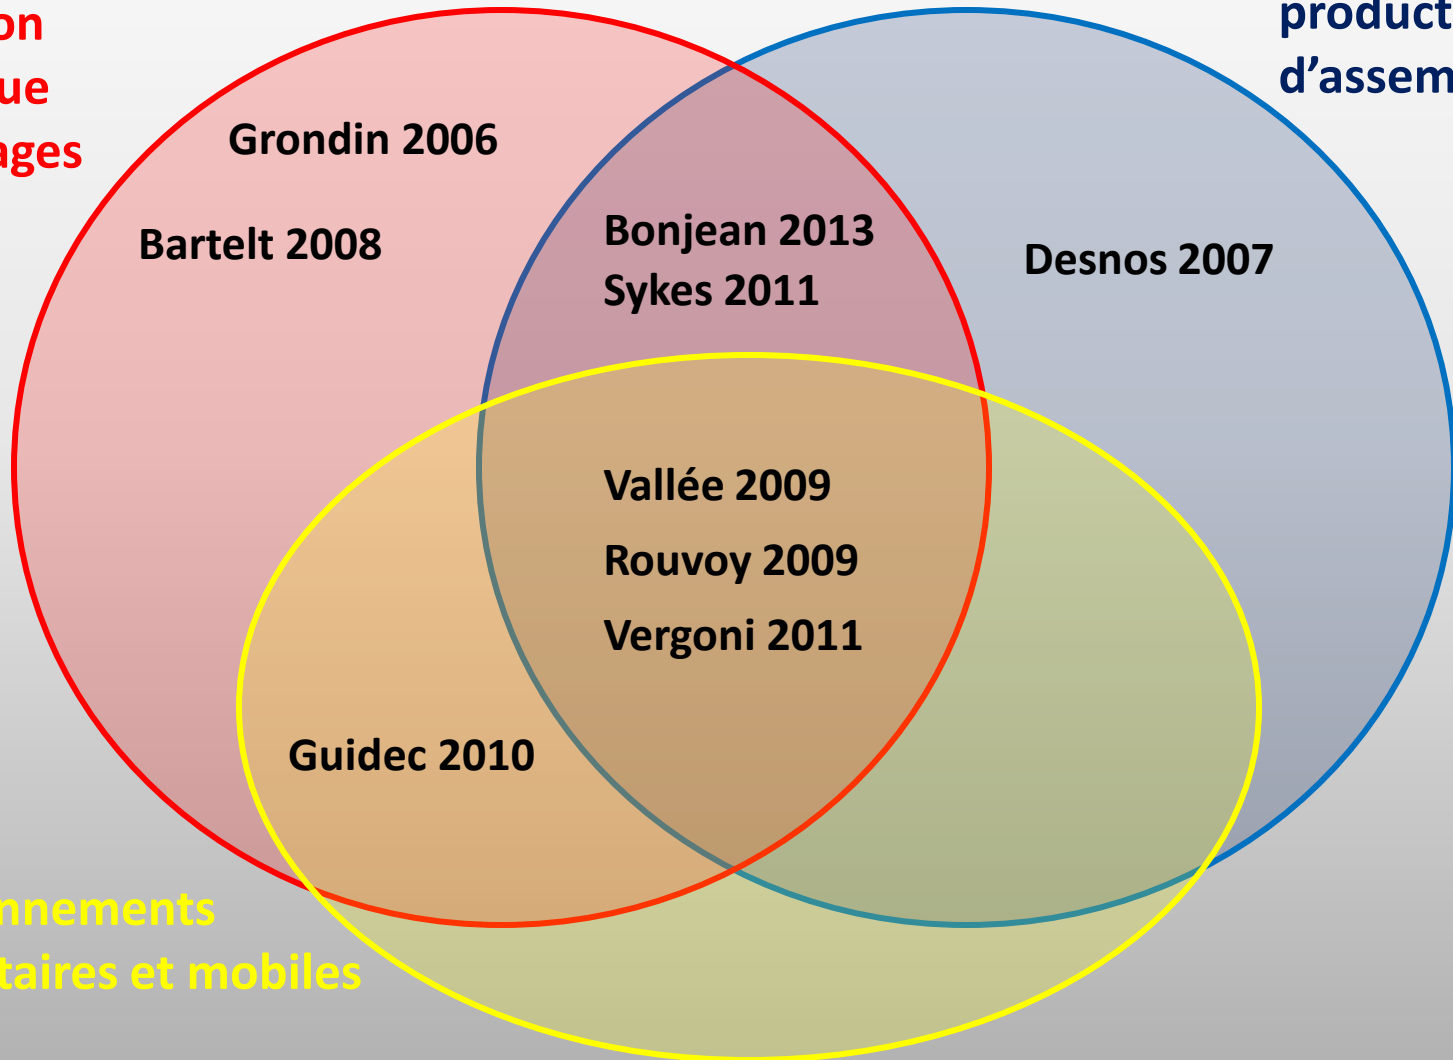 on
ue
ages
product
d’assem
Grondin 2006
Bartelt 2008
Bonjean 2013
Sykes 2011
Desnos 2007
Vallée 2009
Rouvoy 2009
Vergoni 2011
Guidec 2010
nnements
taires et mobiles